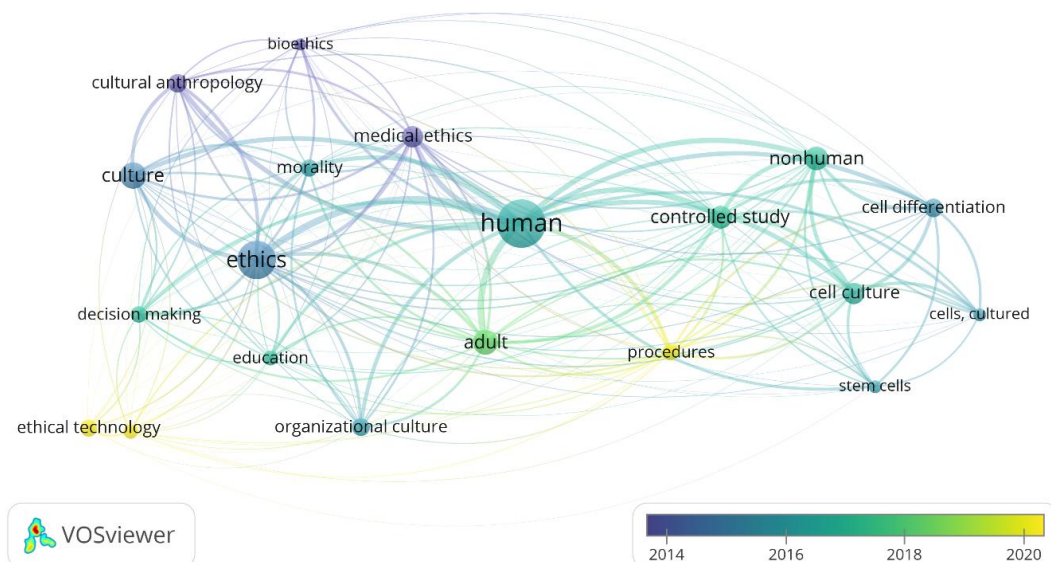 bioethics
cultural anthropology
medical ethics
culture
morality
nonhuman
human
controlled study
cell differentiation
ethics
cell culture
decision making
cells, cultured
education
adult
procedures
stem cells
ethical technology
organizational culture
VOSviewer
2014 2016 2018 2020